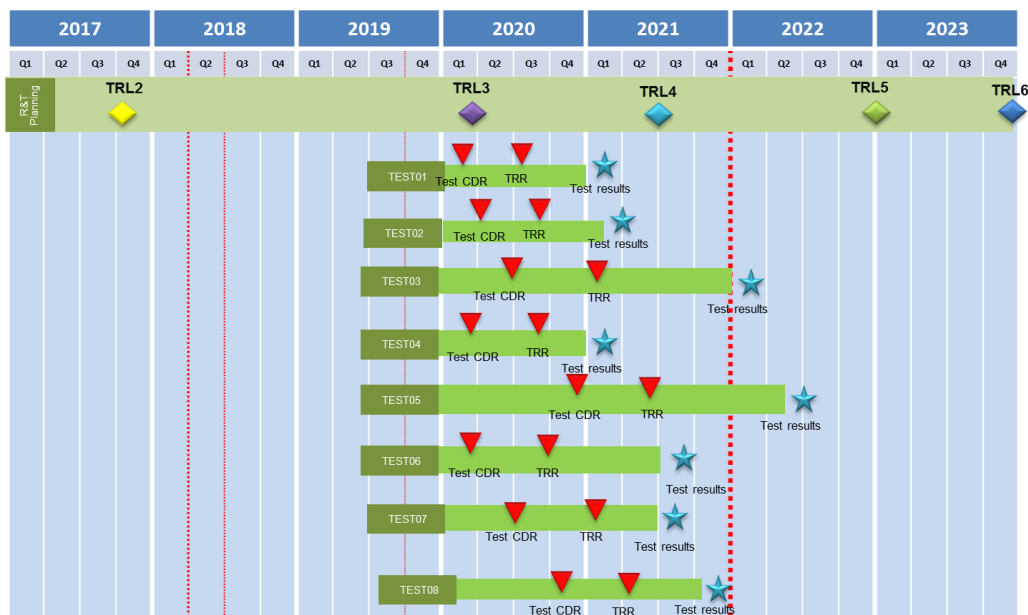 2017 2018 2019 2020 2021 2022 2023
Q1 Q2 Q3 Q4 Q1 Q2 Q3 Q4 Q3 Q4 Q1 Q2 Q3 Q4 Q1 Q2 Q3 Q4 Q1 Q2 Q3 Q4 Q1 Q2 Q3 Q4
R&T
Planning
TRL2 TRL3 TRL4 TRL5 TRL6
TEST01 Test CDR TRR Test results
TEST02 Test CDR TRR Test results
TEST03 Test CDR TRR Test results
TEST04 Test CDR TRR Test results
TEST05 Test CDR TRR Test results
TEST06 Test CDR TRR Test results
TEST07 Test CDR TRR Test results
TEST08 Test CDR TRR Test results